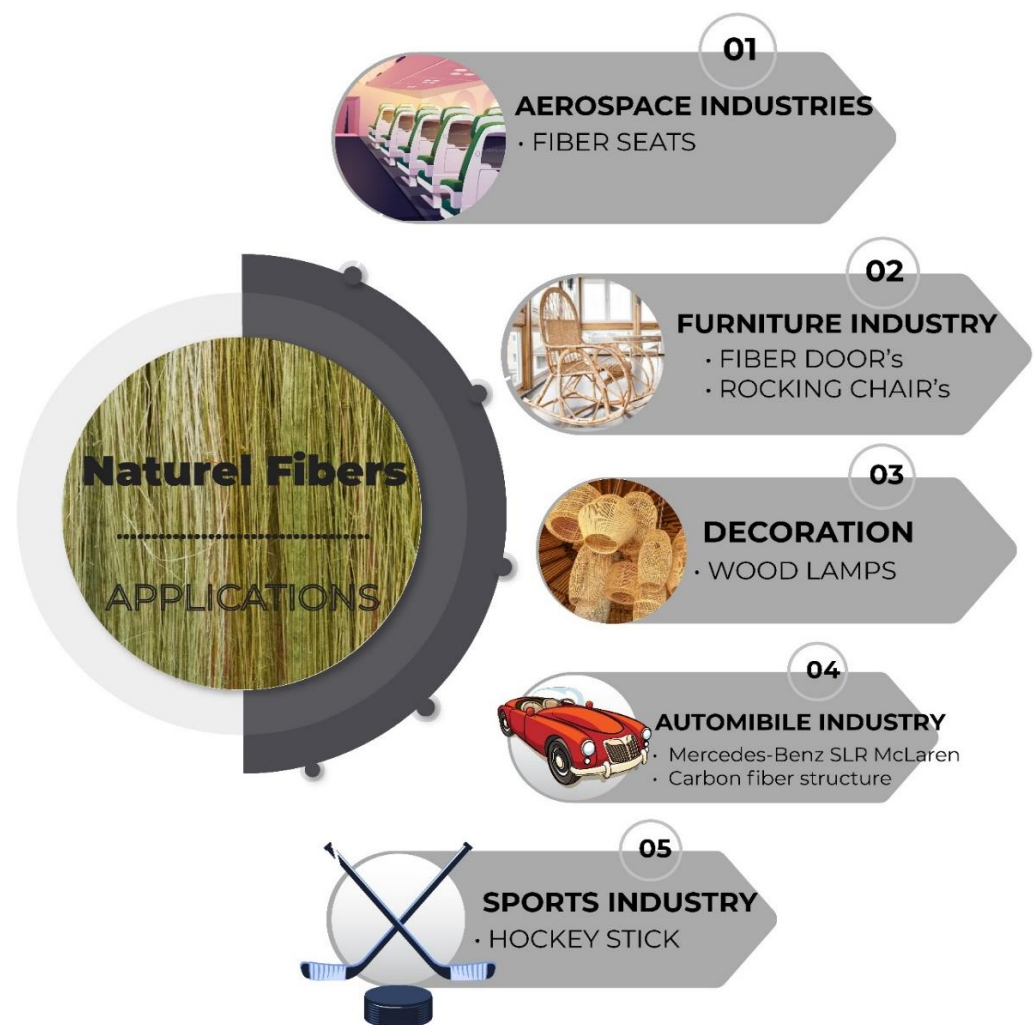 Naturel Fibers
APPLICATIONS
01
AEROSPACE INDUSTRIES
• FIBER SEATS
02
FURNITURE INDUSTRY
• FIBER DOOR's
• ROCKING CHAIR's
03
DECORATION
• WOOD LAMPS
04
AUTOMIBILE INDUSTRY
• Mercedes-Benz SLR McLaren
• Carbon fiber structure
05
SPORTS INDUSTRY
• HOCKEY STICK